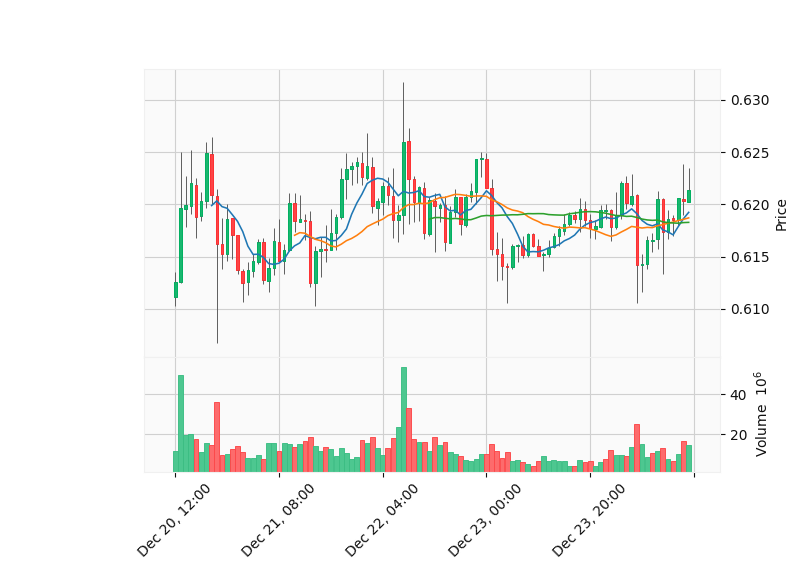 0.630
0.625
0.620
0.615
0.610
Price
40
20
Volume 10^6
Dec 20, 12:00
Dec 21, 08:00
Dec 22, 04:00
Dec 23, 00:00
Dec 23, 20:00